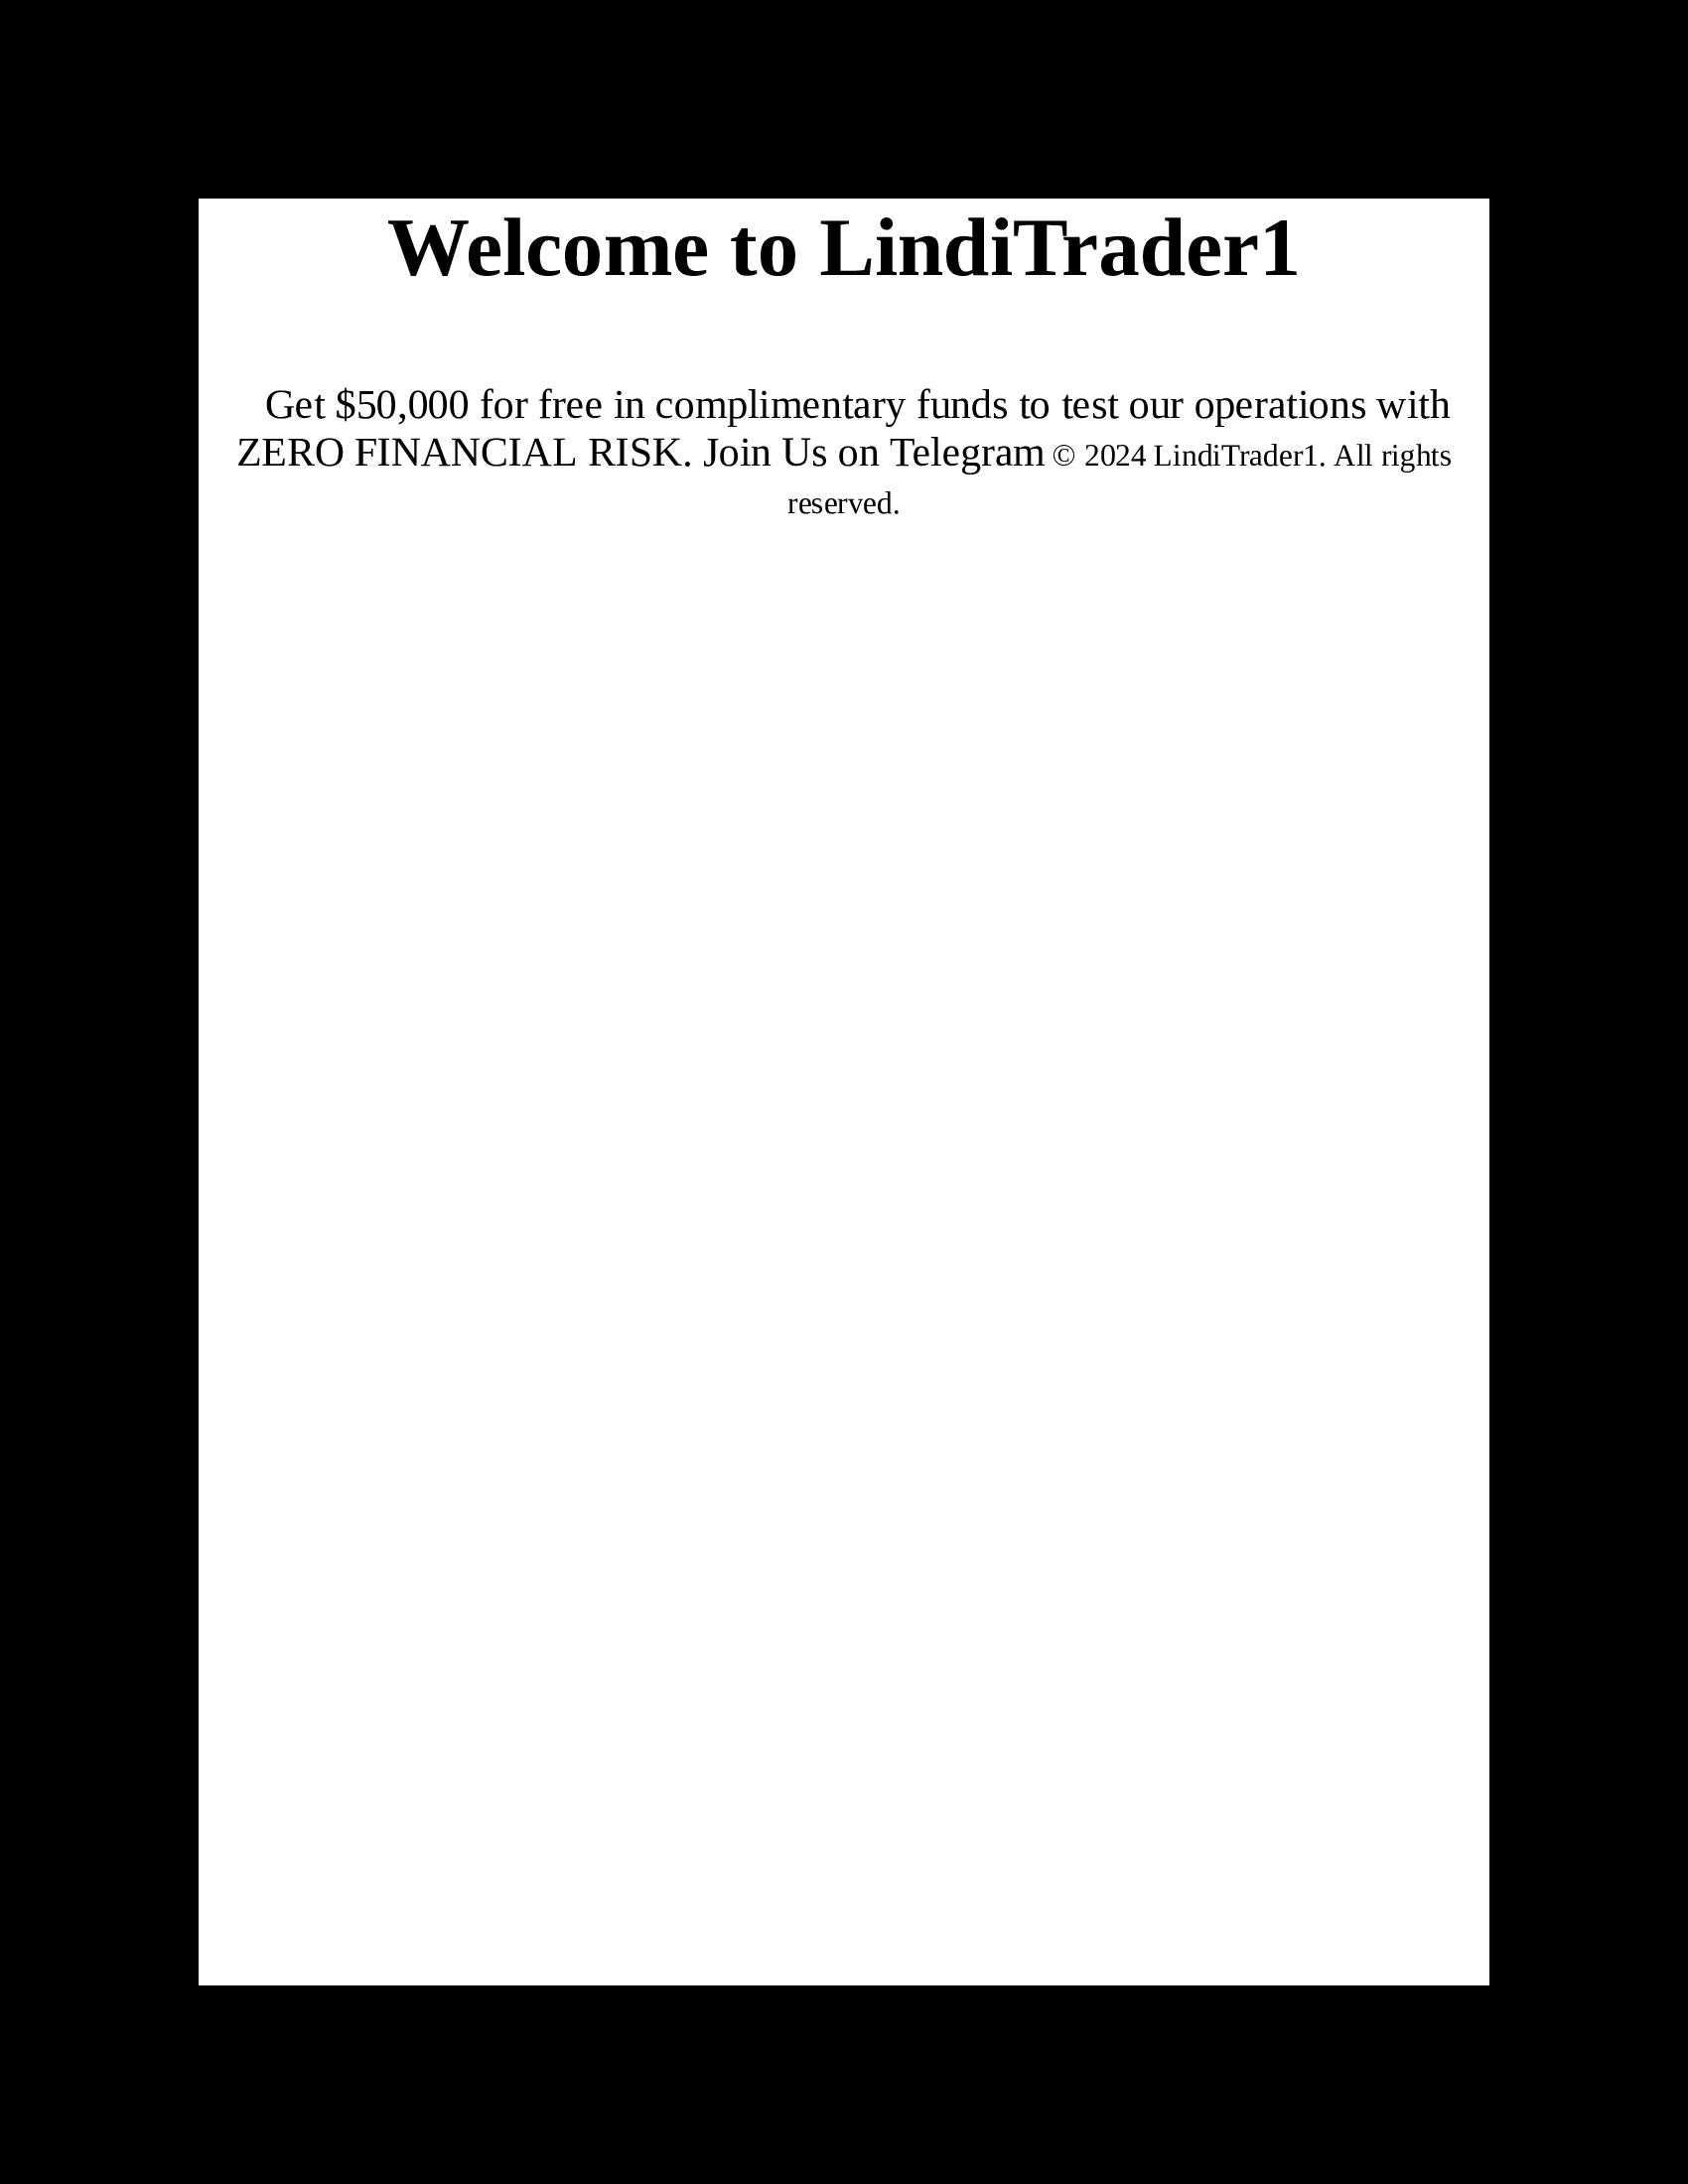 Welcome to LindiTrader1
Get $50,000 for free in complimentary funds to test our operations with
ZERO FINANCIAL RISK. Join Us on Telegram © 2024 LindiTrader1. All rights
reserved.